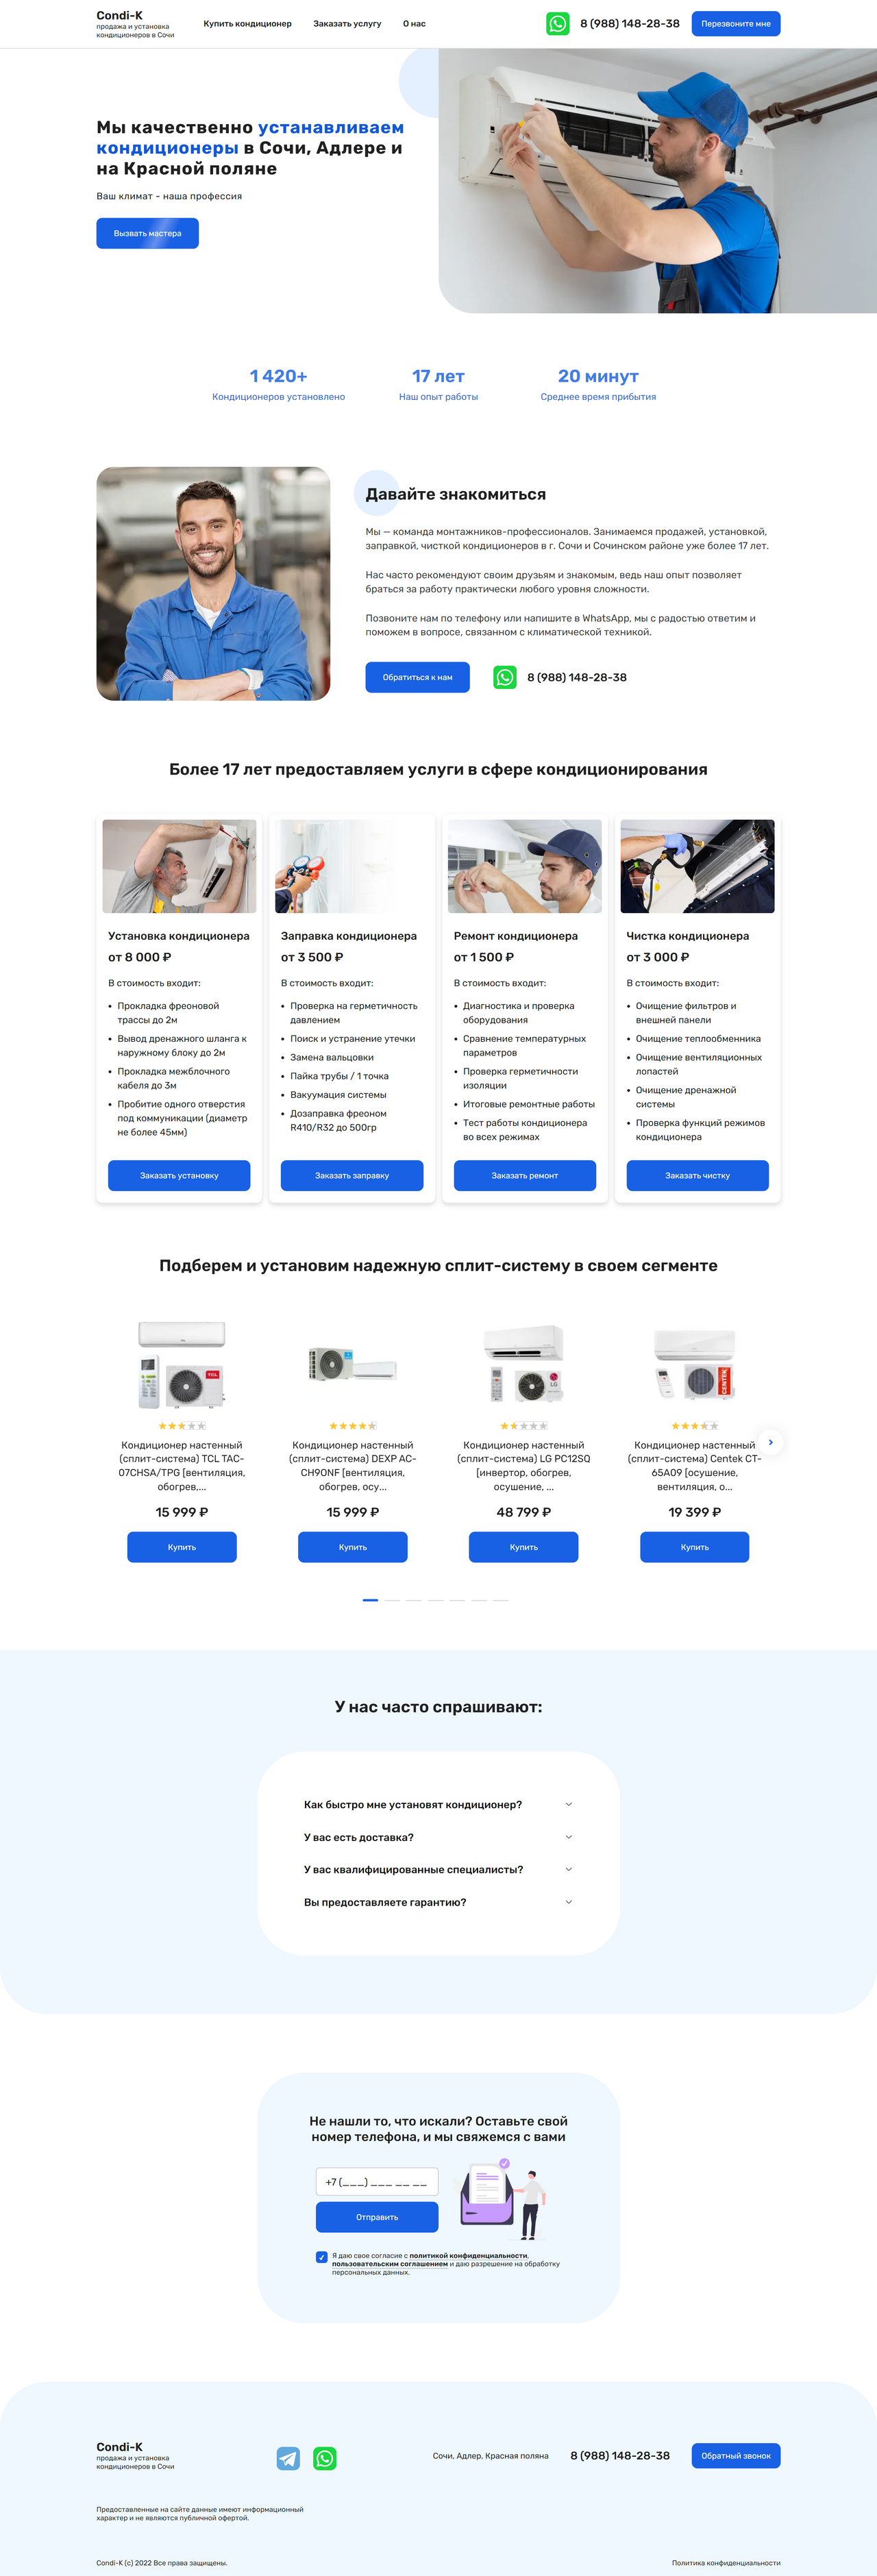 Condi-K
продажа и установка
кондиционеров в Сочи
Купить кондиционер
Заказать услугу
О нас
8 (988) 148-28-38
Перезвоните мне
Мы качественно устанавливаем
кондиционеры в Сочи, Адлере и
на Красной поляне
Ваш климат - наша профессия
Вызвать мастера
1 420+
Кондиционеров установлено
17 лет
Наш опыт работы
20 минут
Среднее время прибытия
Давайте знакомиться
Мы — команда монтажников-профессионалов. Занимаемся продажей, установкой,
заправкой, чисткой кондиционеров в г. Сочи и Сочинском районе уже более 17 лет.
Нас часто рекомендуют своим друзьям и знакомым, ведь наш опыт позволяет
браться за работу практически любого уровня сложности.
Позвоните нам по телефону или напишите в WhatsApp, мы с радостью ответим и
поможем в вопросе, связанном с климатической техникой.
Обратиться к нам
8 (988) 148-28-38
Более 17 лет предоставляем услуги в сфере кондиционирования
Установка кондиционера
от 8 000 ₽
В стоимость входит:
• Прокладка фреоновой
трассы до 2м
• Вывод дренажного шланга к
наружному блоку до 2м
• Прокладка межблочного
кабеля до 3м
• Пробитие одного отверстия
под коммуникации (диаметр
не более 45мм)
Заказать установку
Заправка кондиционера
от 3 500 ₽
В стоимость входит:
• Проверка на герметичность
давлением
• Поиск и устранение утечки
• Замена вальцовки
• Пайка трубы / 1 точка
• Вакуумация системы
• Дозаправка фреоном
R410/R32 до 500гр
Заказать заправку
Ремонт кондиционера
от 1 500 ₽
В стоимость входит:
• Диагностика и проверка
оборудования
• Сравнение температурных
параметров
• Проверка герметичности
изоляции
• Итоговые ремонтные работы
• Тест работы кондиционера
во всех режимах
Заказать ремонт
Чистка кондиционера
от 3 000 ₽
В стоимость входит:
• Очищение фильтров и
внешней панели
• Очищение теплообменника
• Очищение вентиляционных
лопастей
• Очищение дренажной
системы
• Проверка функций режимов
кондиционера
Заказать чистку
Подберем и установим надежную сплит-систему в своем сегменте
TCL
Кондиционер настенный
(сплит-система) TCL TAC-
07CHSA/TPG [вентиляция,
обогрев,...
15 999 ₽
Купить
Кондиционер настенный
(сплит-система) DEXP AC-
CH90NF [вентиляция,
обогрев, осу...
15 999 ₽
Купить
LG
Кондиционер настенный
(сплит-система) LG PC12SQ
[инвертор, обогрев,
осушение, ...
48 799 ₽
Купить
CENTEK
Кондиционер настенный
(сплит-система) Centek CT-
65A09 [осушение,
вентиляция, о...
19 399 ₽
Купить
У нас часто спрашивают:
Как быстро мне установят кондиционер?
У вас есть доставка?
У вас квалифицированные специалисты?
Вы предоставляете гарантию?
Не нашли то, что искали? Оставьте свой
номер телефона, и мы свяжемся с вами
+7 (___) ___ __ __
Отправить
Я даю свое согласие с политикой конфиденциальности,
пользовательским соглашением и даю разрешение на обработку
персональных данных.
Condi-K
продажа и установка
кондиционеров в Сочи
Сочи, Адлер, Красная поляна
8 (988) 148-28-38
Обратный звонок
Предоставленные на сайте данные имеют информационный
характер и не являются публичной офертой.
Condi-K (c) 2022 Все права защищены.
Политика конфиденциальности